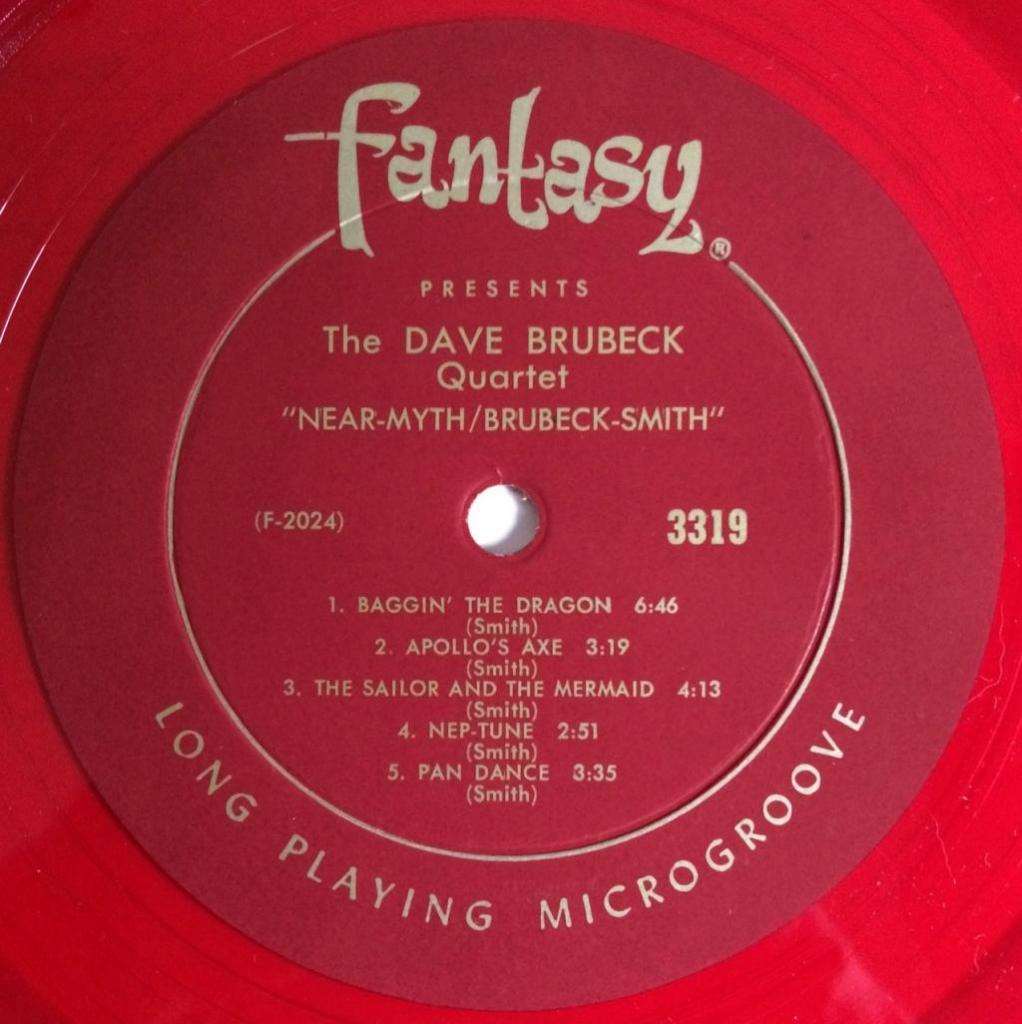 Fantasy ®
PRESENTS
The DAVE BRUBECK
Quartet
"NEAR-MYTH/BRUBECK-SMITH"
(F-2024) 3319
1. BAGGIN' THE DRAGON 6:46
(Smith)
2. APOLLO'S AXE 3:19
(Smith)
3. THE SAILOR AND THE MERMAID 4:13
(Smith)
4. NEP-TUNE 2:51
(Smith)
5. PAN DANCE 3:35
(Smith)
LONG PLAYING MICROGROOVE